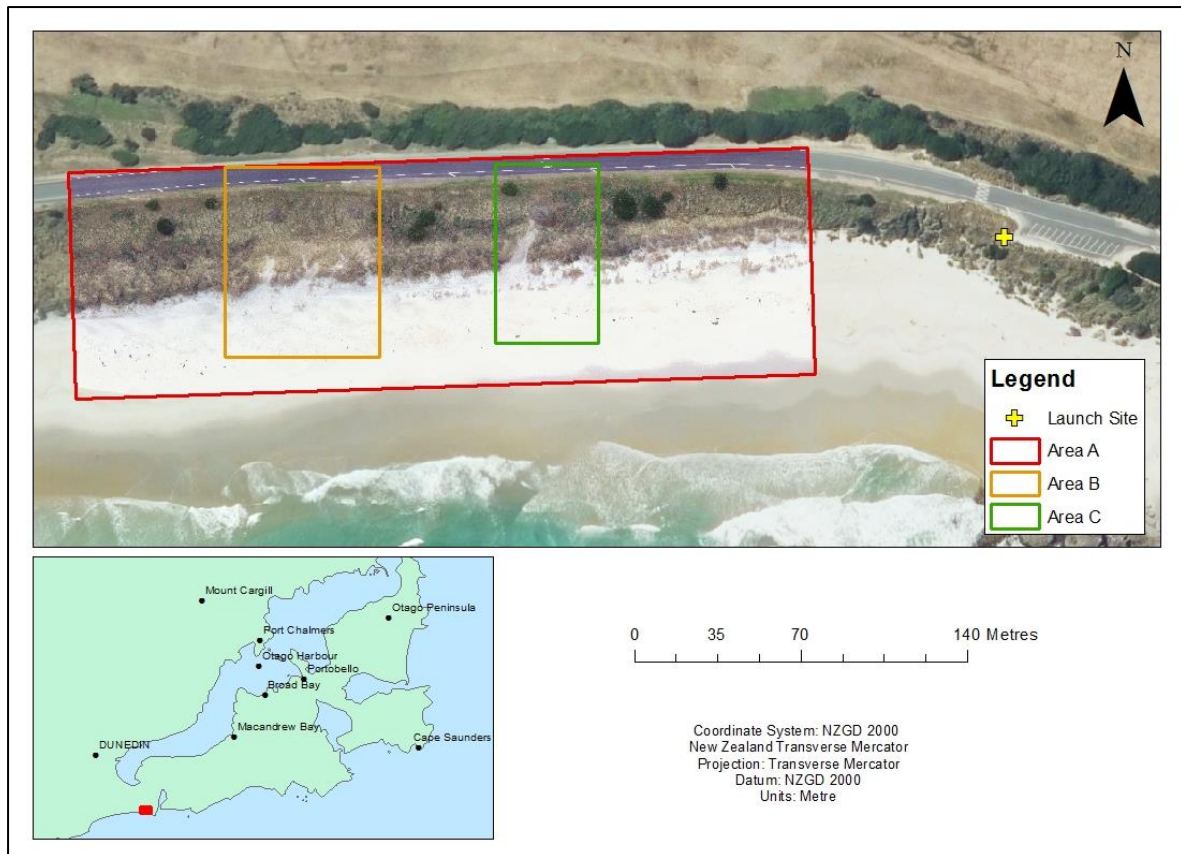 N
Legend
Launch Site
Area A
Area B
Area C
Mount Cargill
Otago Peninsula
Port Chalmers
Otago Harbour
Portobello
Broad Bay
Macandrew Bay
Cape Saunders
DUNEDIN
0 35 70 140 Metres
Coordinate System: NZGD 2000
New Zealand Transverse Mercator
Projection: Transverse Mercator
Datum: NZGD 2000
Units: Metre